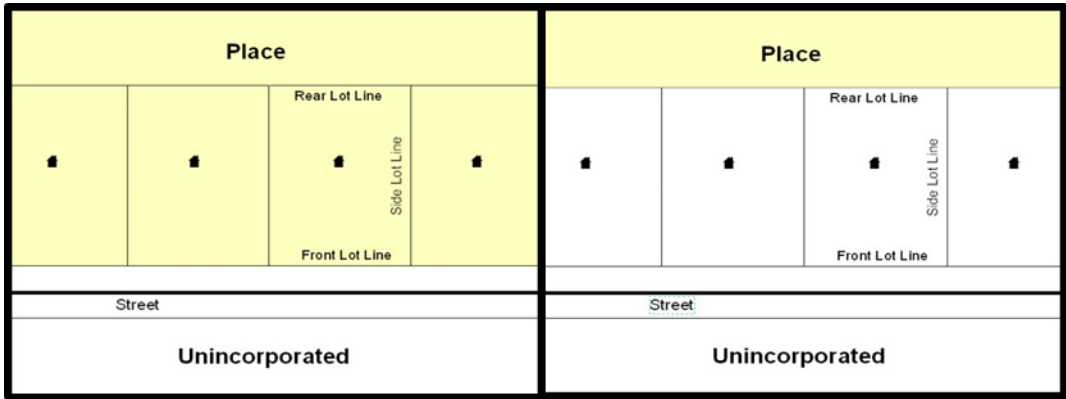 Place
Rear Lot Line
Side Lot Line
Front Lot Line
Street
Unincorporated
Place
Rear Lot Line
Side Lot Line
Front Lot Line
Street
Unincorporated